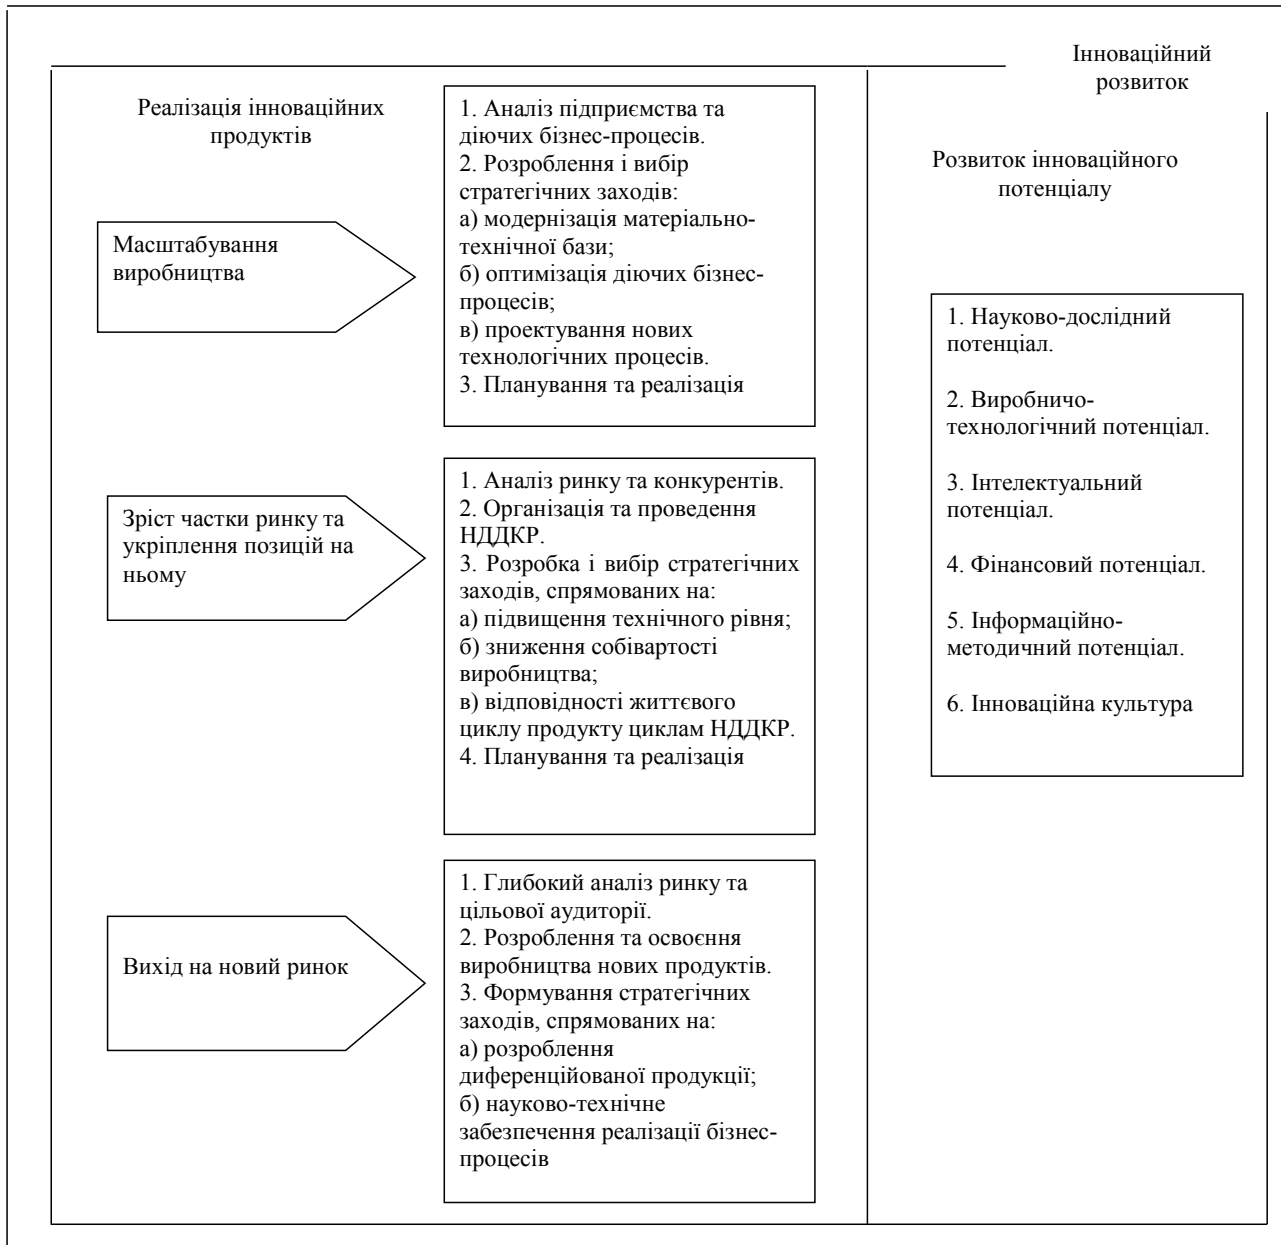 Інноваційний
розвиток
Реалізація інноваційних
продуктів
Масштабування
виробництва
1. Аналіз підприємства та
діючих бізнес-процесів.
2. Розроблення і вибір
стратегічних заходів:
а) модернізація матеріально-
технічної бази;
б) оптимізація діючих бізнес-
процесів;
в) проектування нових
технологічних процесів.
3. Планування та реалізація
Зріст частки ринку та
укріплення позицій на
ньому
1. Аналіз ринку та конкурентів.
2. Організація та проведення
НДДКР.
3. Розробка і вибір стратегічних
заходів, спрямованих на:
а) підвищення технічного рівня;
б) зниження собівартості
виробництва;
в) відповідності життєвого
циклу продукту циклам НДДКР.
4. Планування та реалізація
Вихід на новий ринок
1. Глибокий аналіз ринку та
цільової аудиторії.
2. Розроблення та освоєння
виробництва нових продуктів.
3. Формування стратегічних
заходів, спрямованих на:
а) розроблення
диференційованої продукції;
б) науково-технічне
забезпечення реалізації бізнес-
процесів
Розвиток інноваційного
потенціалу
1. Науково-дослідний
потенціал.
2. Виробничо-
технологічний потенціал.
3. Інтелектуальний
потенціал.
4. Фінансовий потенціал.
5. Інформаційно-
методичний потенціал.
6. Інноваційна культура